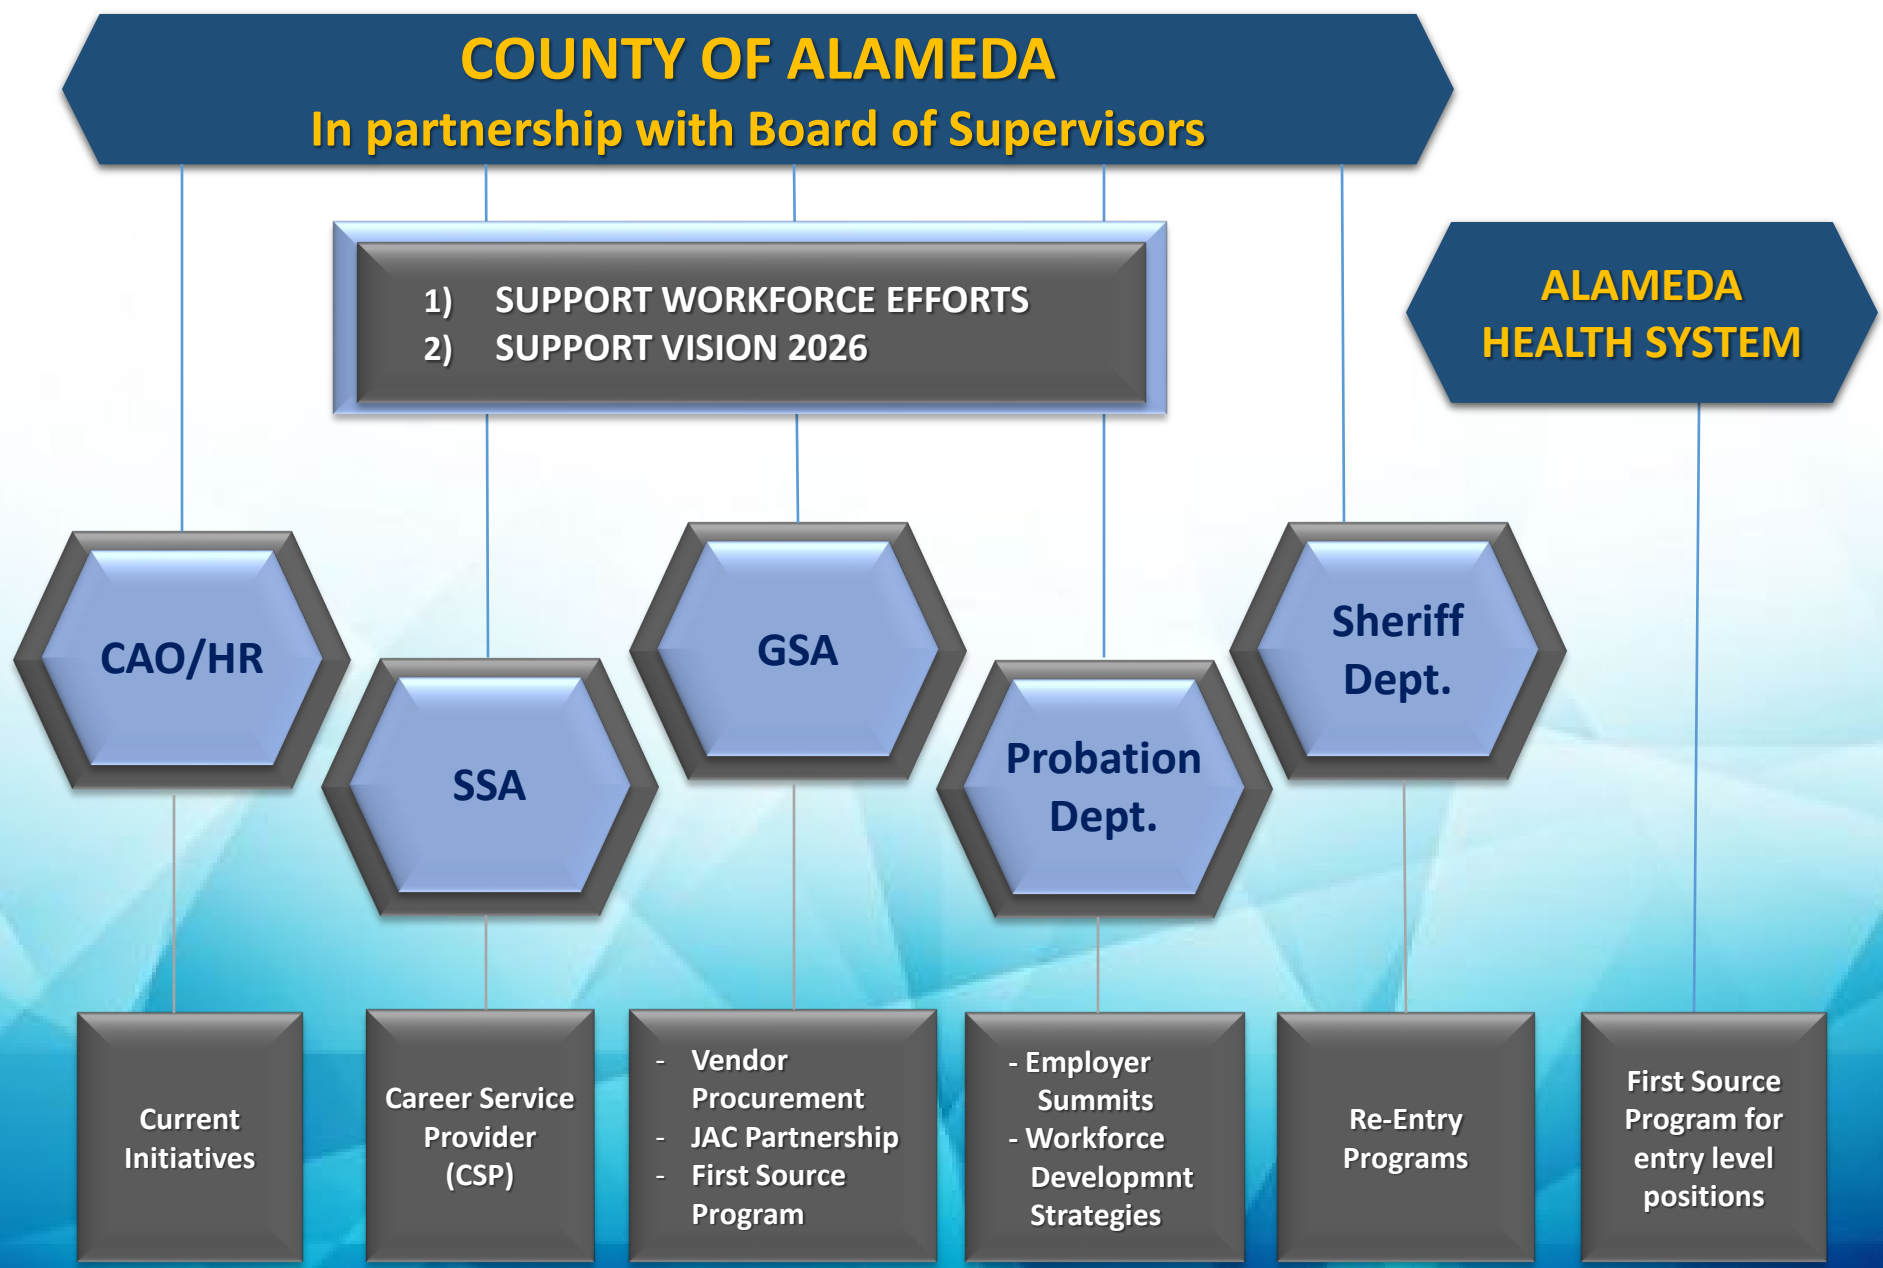 COUNTY OF ALAMEDA
In partnership with Board of Supervisors
1) SUPPORT WORKFORCE EFFORTS
2) SUPPORT VISION 2026
ALAMEDA
HEALTH SYSTEM
CAO/HR
SSA
GSA
Probation
Dept.
Sheriff
Dept.
Current
Initiatives
Career Service
Provider
(CSP)
- Vendor
Procurement
- JAC Partnership
- First Source
Program
- Employer
Summits
- Workforce
Developmnt
Strategies
Re-Entry
Programs
First Source
Program for
entry level
positions